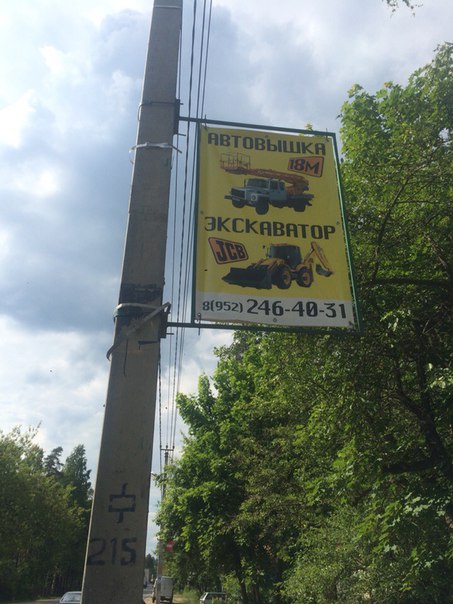 АВТОВЫШКА
18М
ЭКСКАВАТОР
JCB
8(952) 246-40-31
215